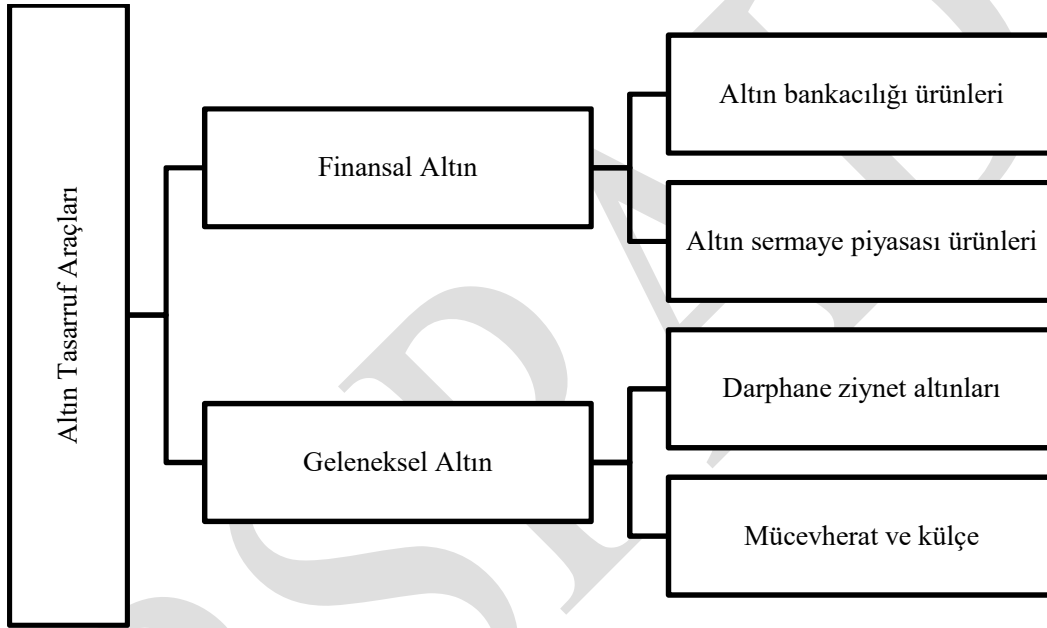 Altın Tasarruf Araçları
Finansal Altın
Altın bankacılığı ürünleri
Altın sermaye piyasası ürünleri
Geleneksel Altın
Darphane ziynet altınları
Mücevherat ve külçe